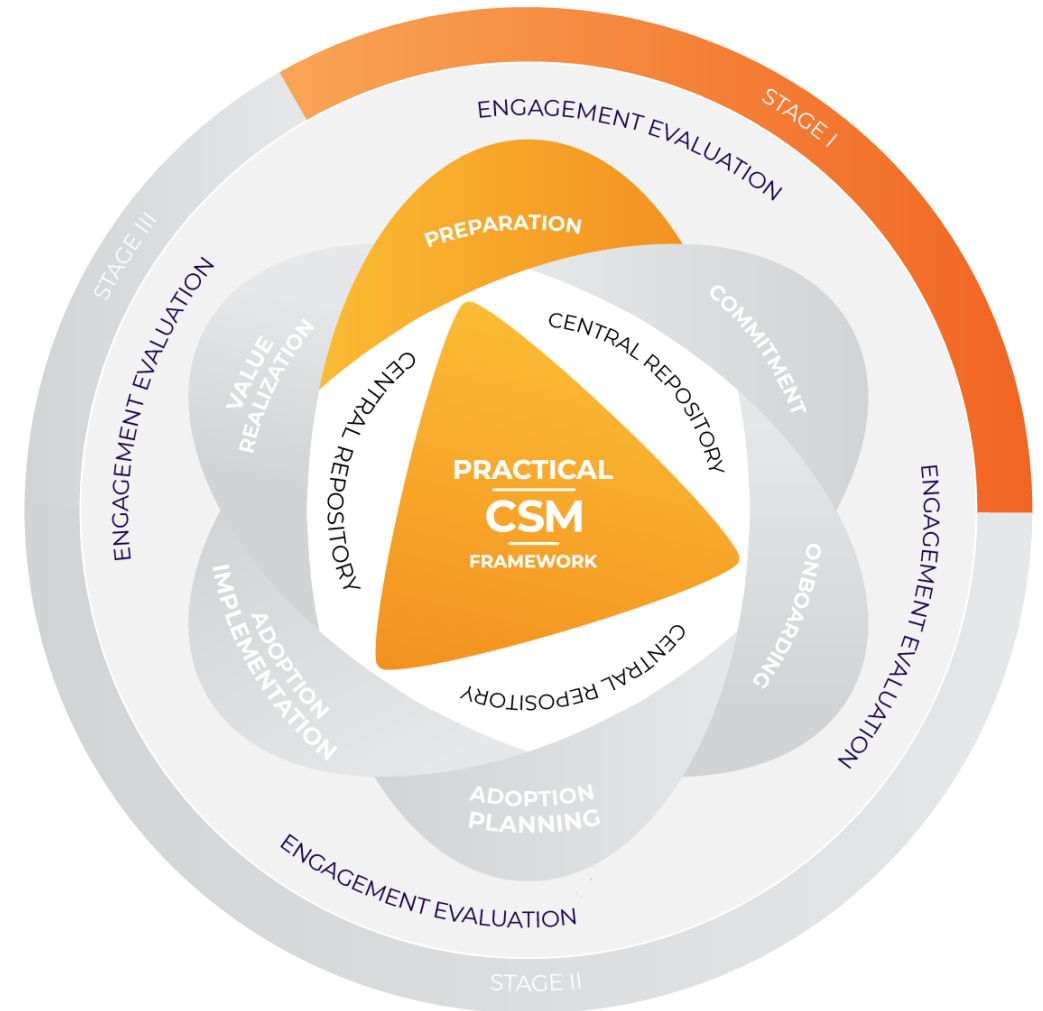 STAGE I
ENGAGEMENT EVALUATION
PREPARATION
COMMITMENT
CENTRAL REPOSITORY
ENGAGEMENT EVALUATION
ONBOARDING
CENTRAL REPOSITORY
ADOPTION
PLANNING
ENGAGEMENT EVALUATION
STAGE II
ADOPTION
IMPLEMENTATION
CENTRAL REPOSITORY
VALUE
REALIZATION
ENGAGEMENT EVALUATION
STAGE III
PRACTICAL
CSM
FRAMEWORK